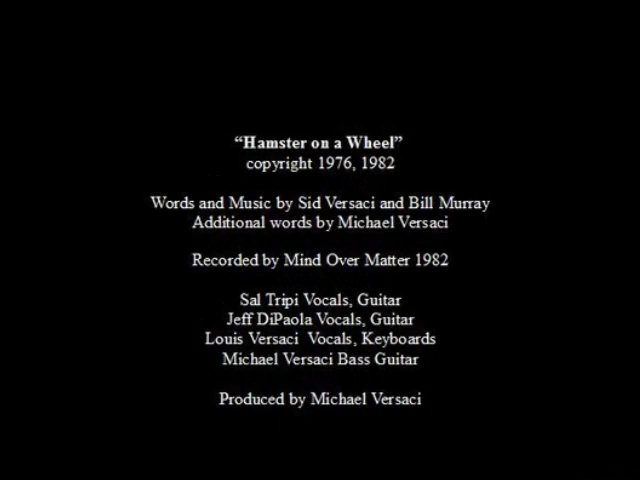 “Hamster on a Wheel”
copyright 1976, 1982
Words and Music by Sid Versaci and Bill Murray
Additional words by Michael Versaci
Recorded by Mind Over Matter 1982
Sal Tripi Vocals, Guitar
Jeff DiPaola Vocals, Guitar
Louis Versaci  Vocals, Keyboards
Michael Versaci Bass Guitar
Produced by Michael Versaci